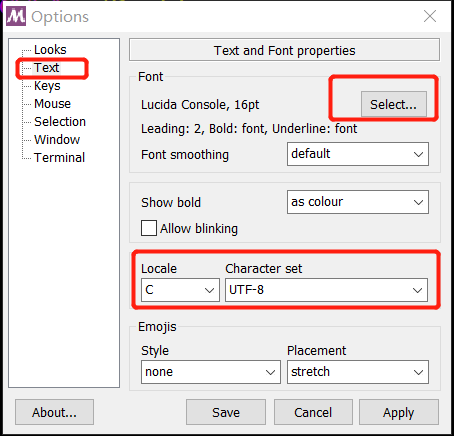 Options
Looks
Text
Keys
Mouse
Selection
Window
Terminal
Text and Font properties
Font
Lucida Console, 16pt
Select...
Leading: 2, Bold: font, Underline: font
Font smoothing
default
Show bold
as colour
Allow blinking
Locale
Character set
C
UTF-8
Emojis
Style
Placement
none
stretch
About...
Save
Cancel
Apply